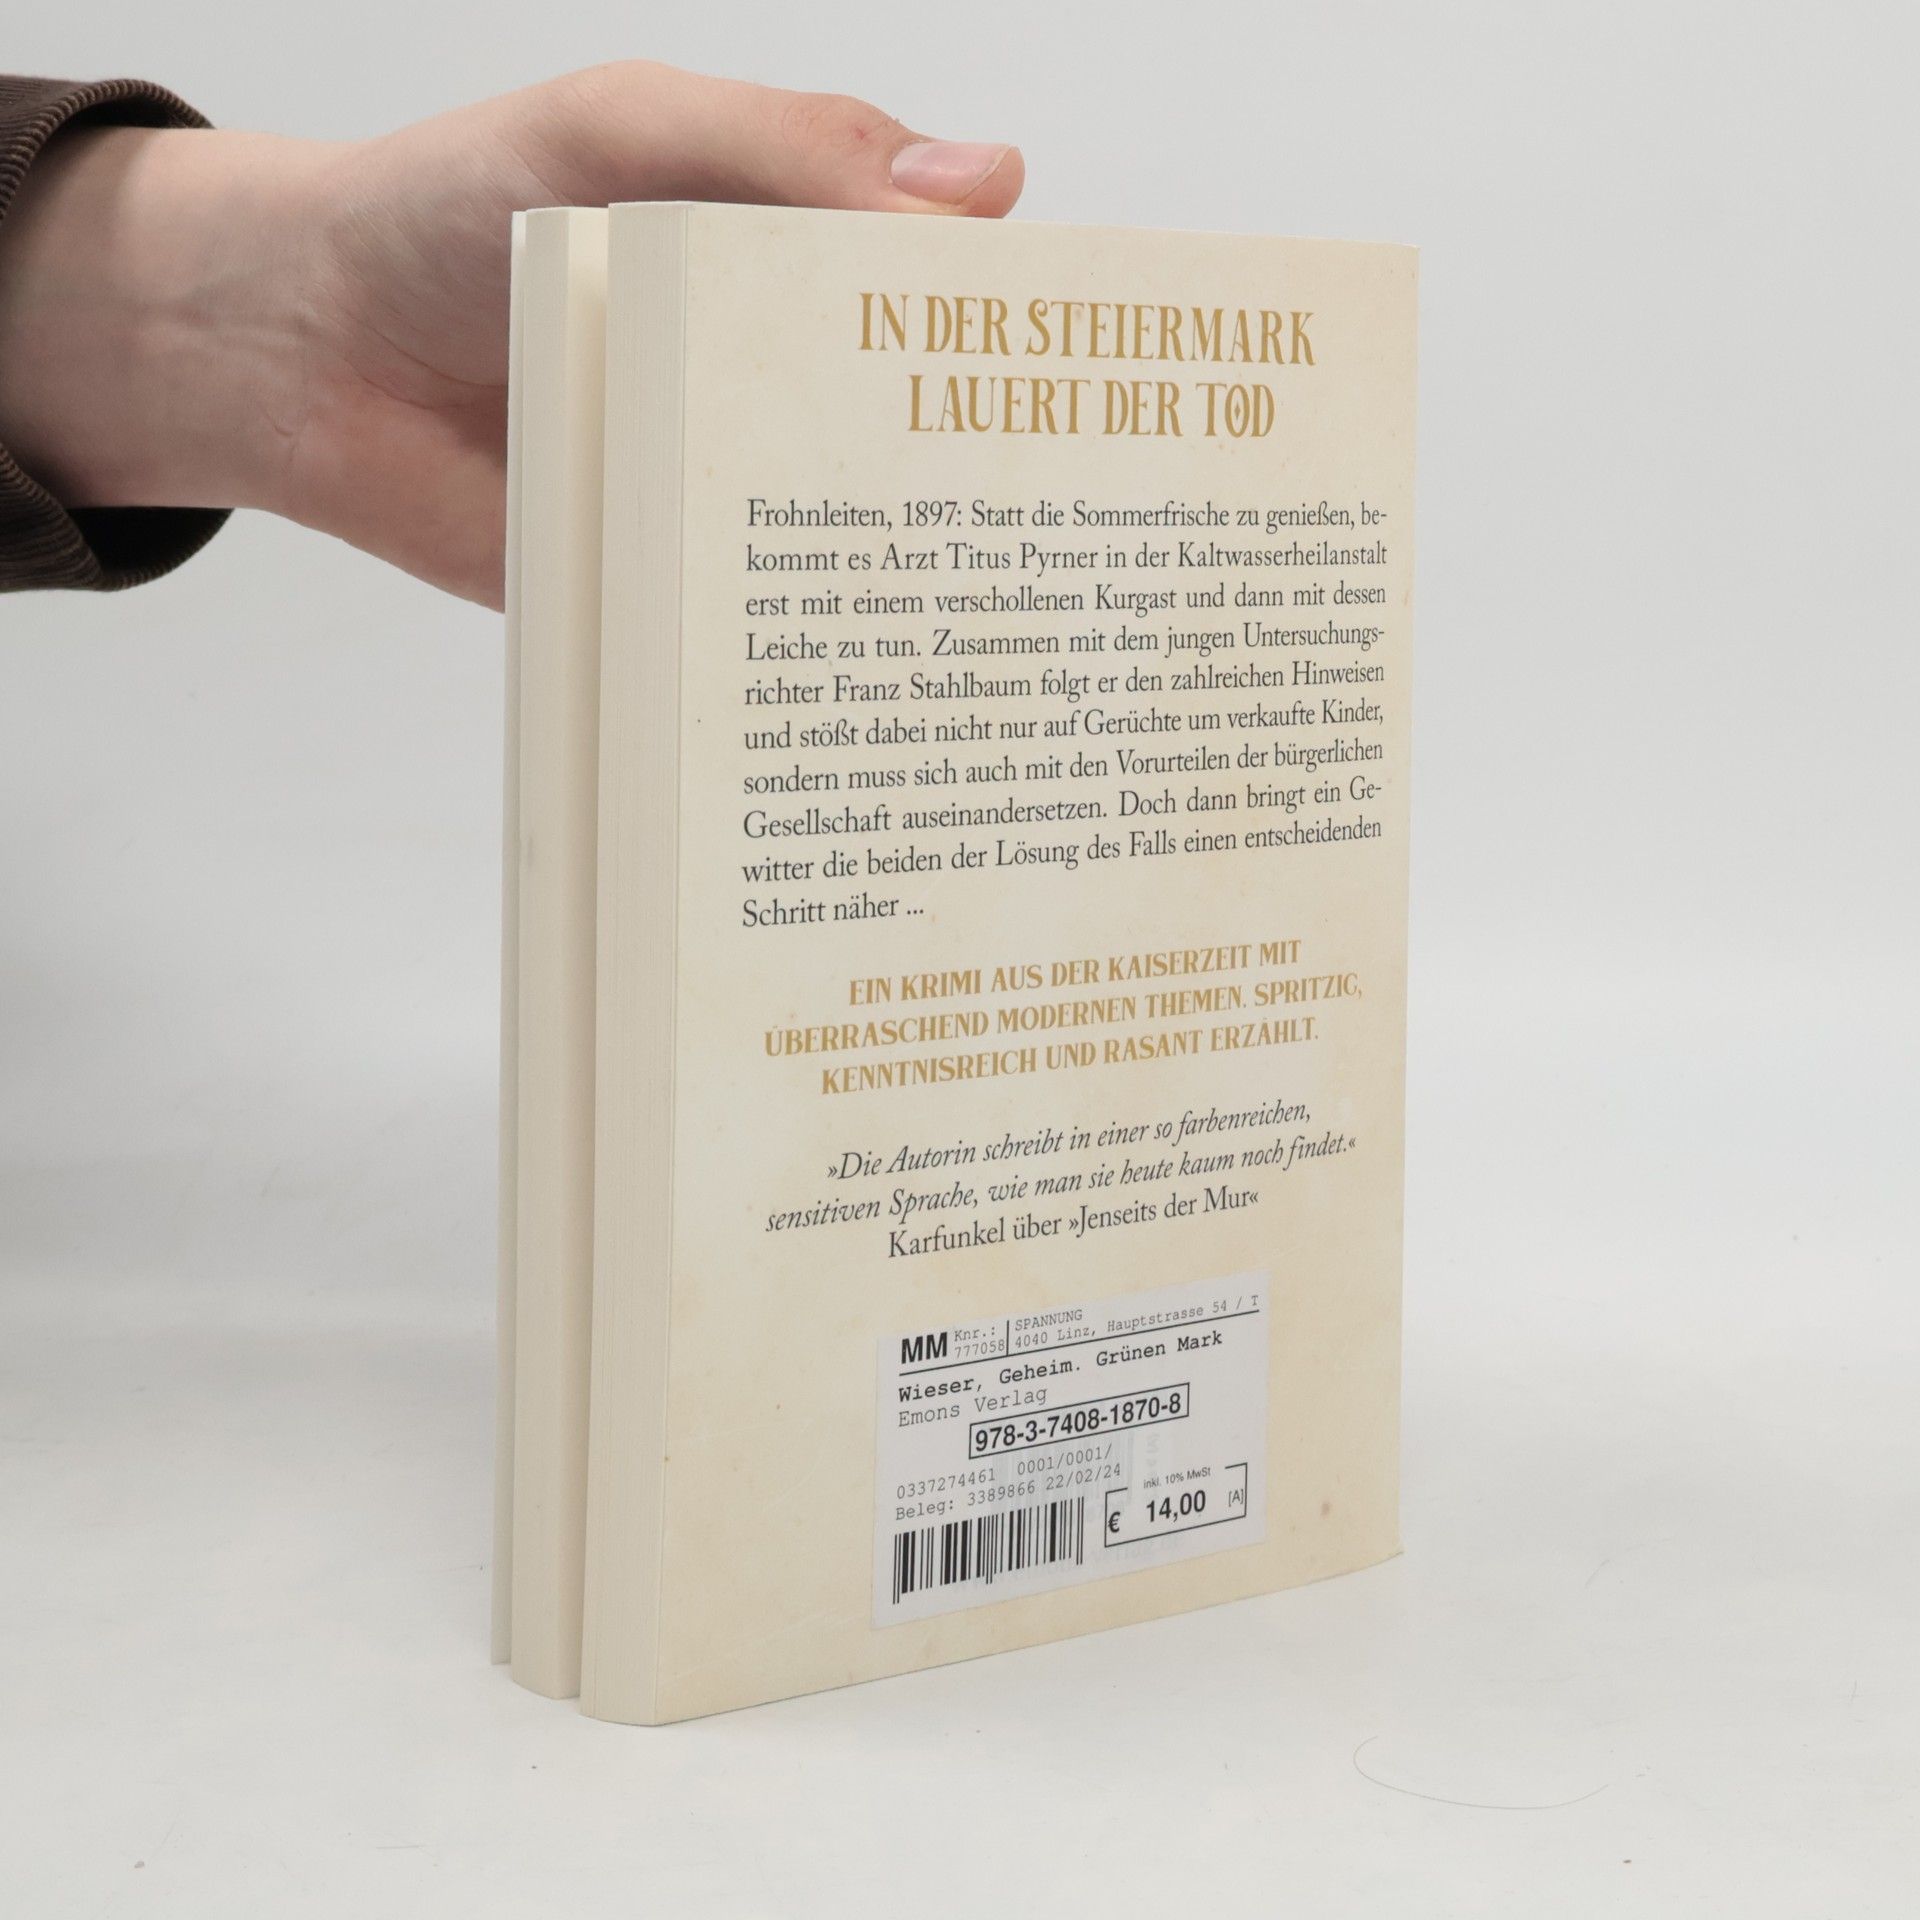 IN DER STEIERMARK
LAUERT DER TOD
Frohnleiten, 1897: Statt die Sommerfrische zu genießen, be-
kommt es Arzt Titus Pyrner in der Kaltwasserheilanstalt
erst mit einem verschollenen Kurgast und dann mit dessen
Leiche zu tun. Zusammen mit dem jungen Untersuchungs-
richter Franz Stahlbaum folgt er den zahlreichen Hinweisen
und stößt dabei nicht nur auf Gerüchte um verkaufte Kinder,
sondern muss sich auch mit den Vorurteilen der bürgerlichen
Gesellschaft auseinandersetzen. Doch dann bringt ein Ge-
witter die beiden der Lösung des Falls einen entscheidenden
Schritt näher ...
EIN KRIMI AUS DER KAISERZEIT MIT
ÜBERRASCHEND MODERNEN THEMEN. SPRITZIG,
KENNTNISREICH UND RASANT ERZÄHLT.
»Die Autorin schreibt in einer so farbenreichen,
sensitiven Sprache, wie man sie heute kaum noch findet.«
Karfunkel über »Jenseits der Mur«
MM Knr.: SPANNUNG
777058 4040 Linz, Hauptstrasse 54 / T
Wieser, Geheim. Grünen Mark
Emons Verlag
978-3-7408-1870-8
0337274461 0001/0001/
Beleg: 3389866 22/02/24
inkl. 10% MwSt
€ 14,00 [A]